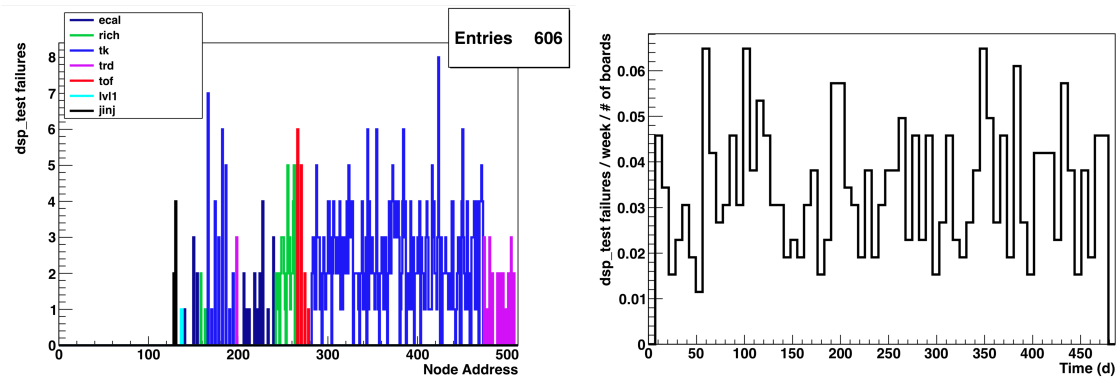 ecal
rich
tk
trd
tof
lvl1
jinj
Entries 606
dsp_test failures
8
7
6
5
4
3
2
1
0
0 100 200 300 400 500
Node Address
dsp_test failures / week / # of boards
0.06
0.05
0.04
0.03
0.02
0.01
0
0 50 100 150 200 250 300 350 400 450
Time (d)